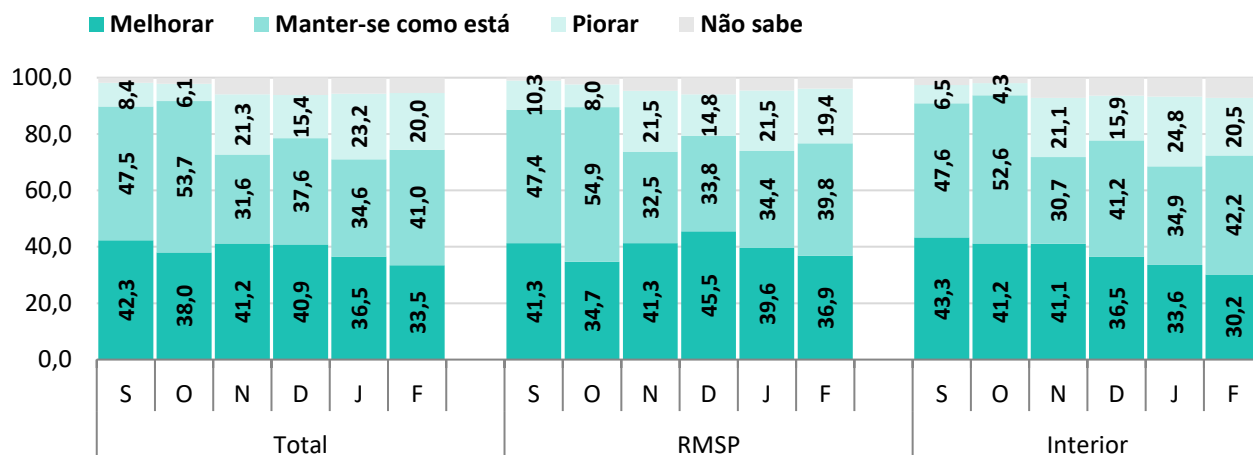 Melhorar Manter-se como está Piorar Não sabe
100,0
80,0
60,0
40,0
20,0
0,0
8,4 6,1 21,3 15,4 23,2 20,0 10,3 8,0 21,5 14,8 21,5 19,4 6,5 4,3 21,1 15,9 24,8 20,5
47,5 53,7 31,6 37,6 34,6 41,0 47,4 54,9 32,5 33,8 34,4 39,8 47,6 52,6 30,7 41,2 34,9 42,2
42,3 38,0 41,2 40,9 36,5 33,5 41,3 34,7 41,3 45,5 39,6 36,9 43,3 41,2 41,1 36,5 33,6 30,2
S O N D J F S O N D J F S O N D J F
Total RMSP Interior